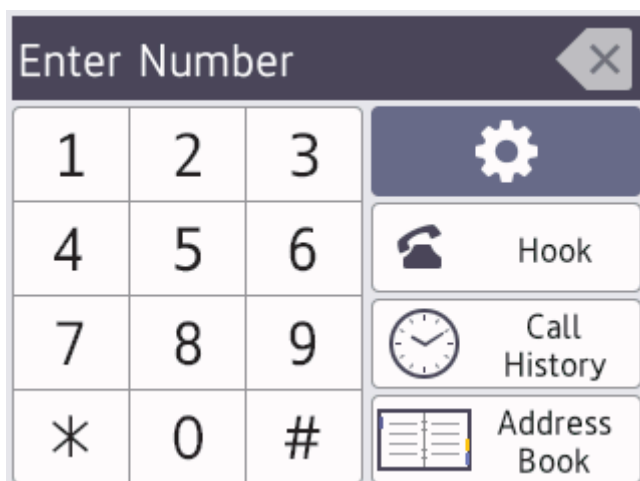 Enter Number
1 2 3
4 5 6 Hook
7 8 9 Call
History
* 0 # Address
Book